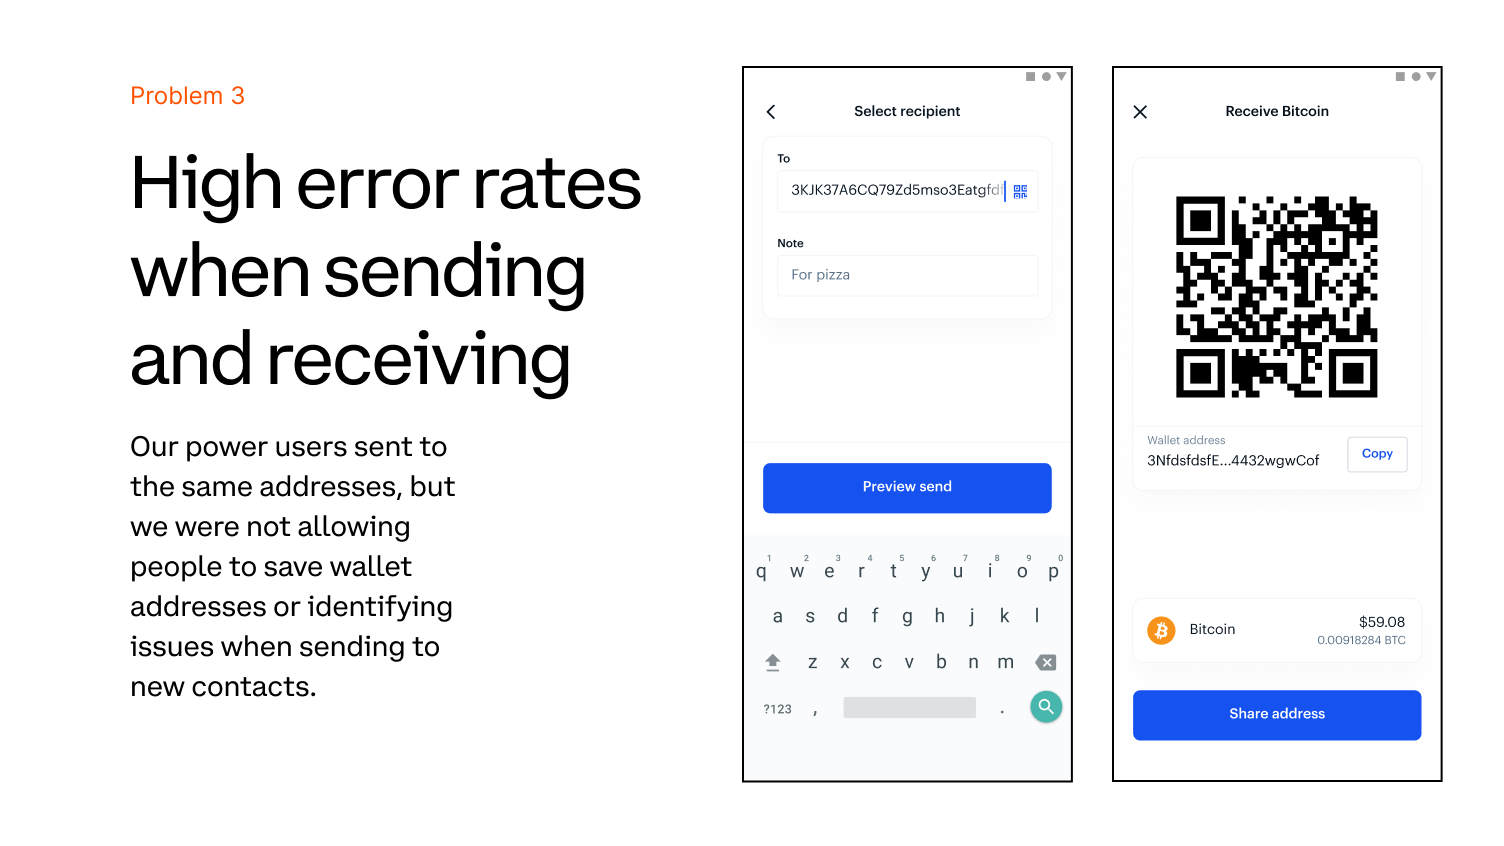 Problem 3
High error rates
when sending
and receiving
Our power users sent to
the same addresses, but
we were not allowing
people to save wallet
addresses or identifying
issues when sending to
new contacts.
Select recipient
To
3KJK37A6CQ79Zd5mso3Eatgfdf
Note
For pizza
Preview send
1 2 3 4 5 6 7 8 9 0
q w e r t y u i o p
a s d f g h j k l
z x c v b n m
?123 , .
Receive Bitcoin
Wallet address
3NfdsfdsfE...4432wgwCof
Copy
Bitcoin
$59.08
0.00918284 BTC
Share address